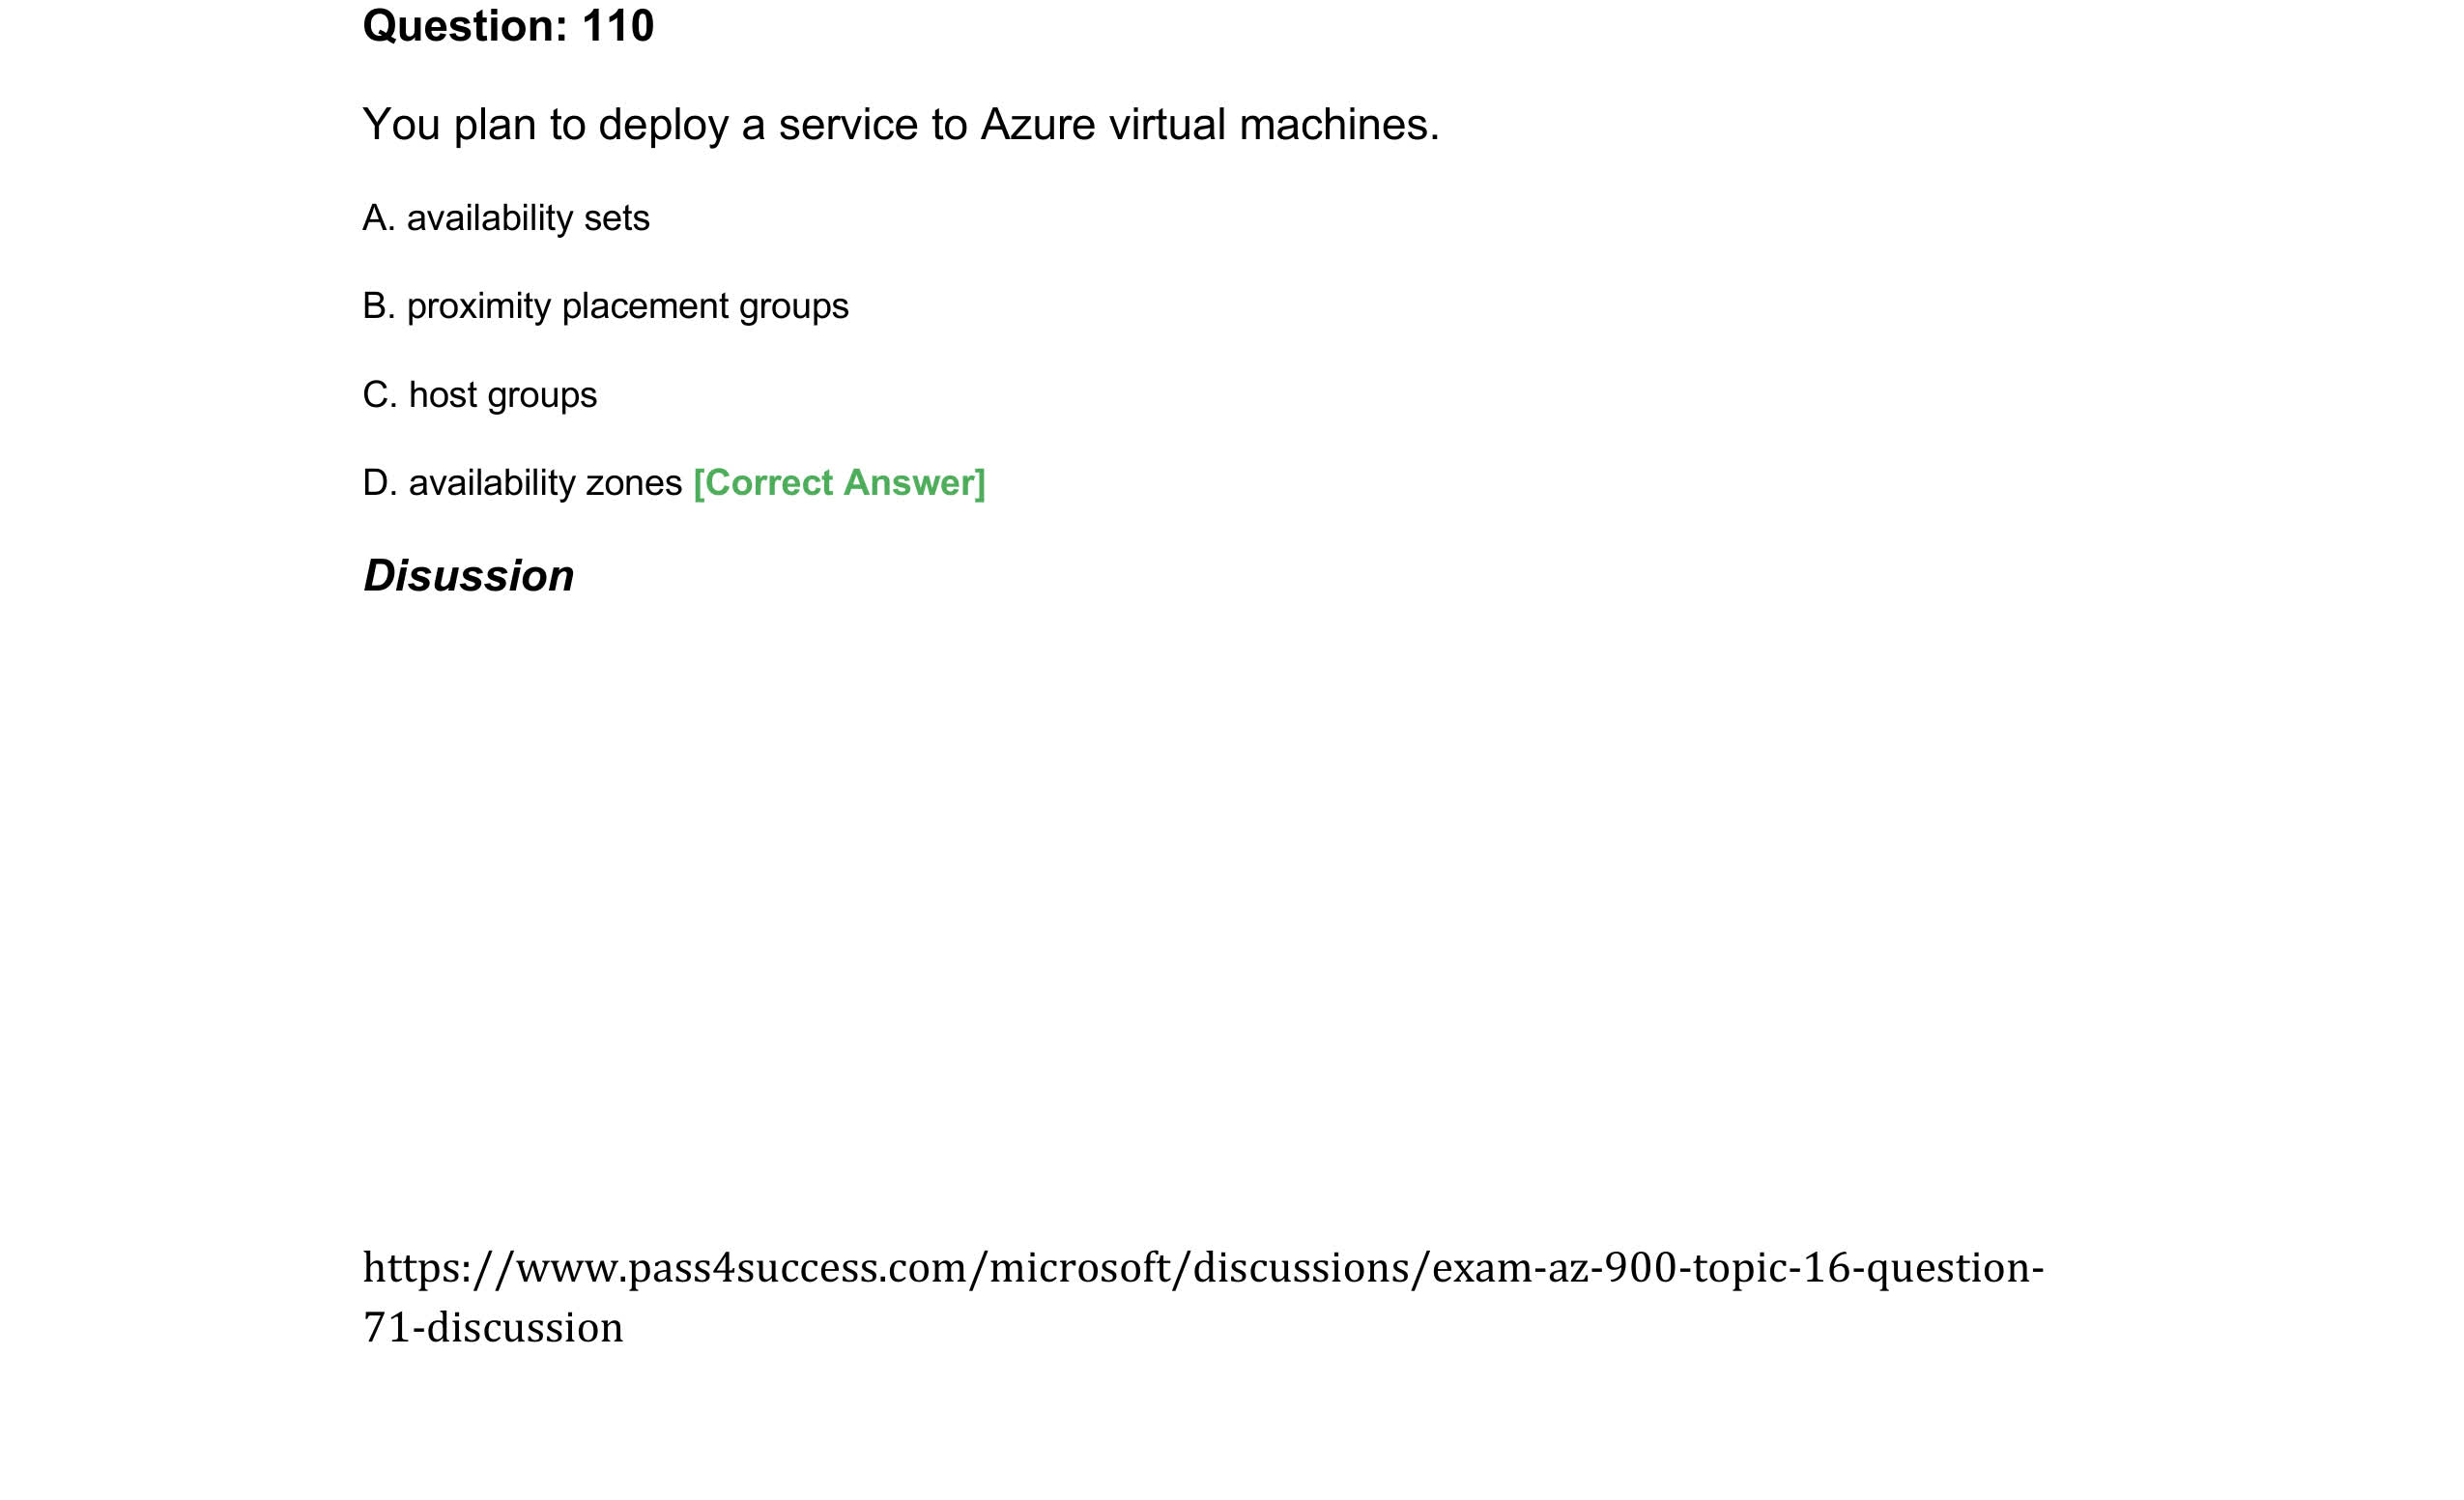 Question: 110
You plan to deploy a service to Azure virtual machines.
A. availability sets
B. proximity placement groups
C. host groups
D. availability zones [Correct Answer]
Disussion
https://www.pass4success.com/microsoft/discussions/exam-az-900-topic-16-question-
71-discussion